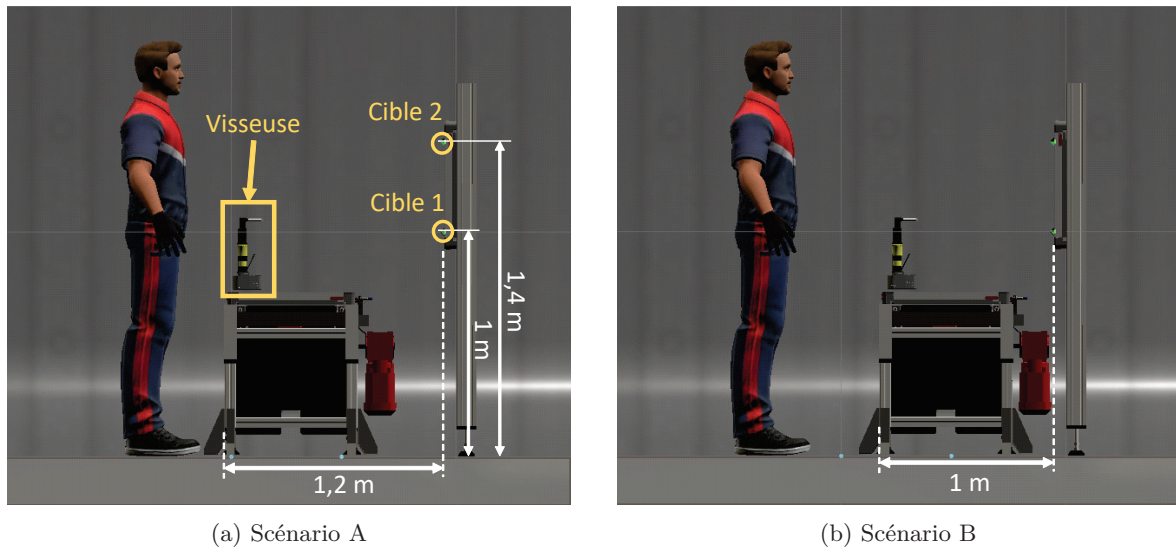 Visseuse
Cible 2
Cible 1
1,4 m
1 m
1,2 m
1 m
(a) Scénario A
(b) Scénario B